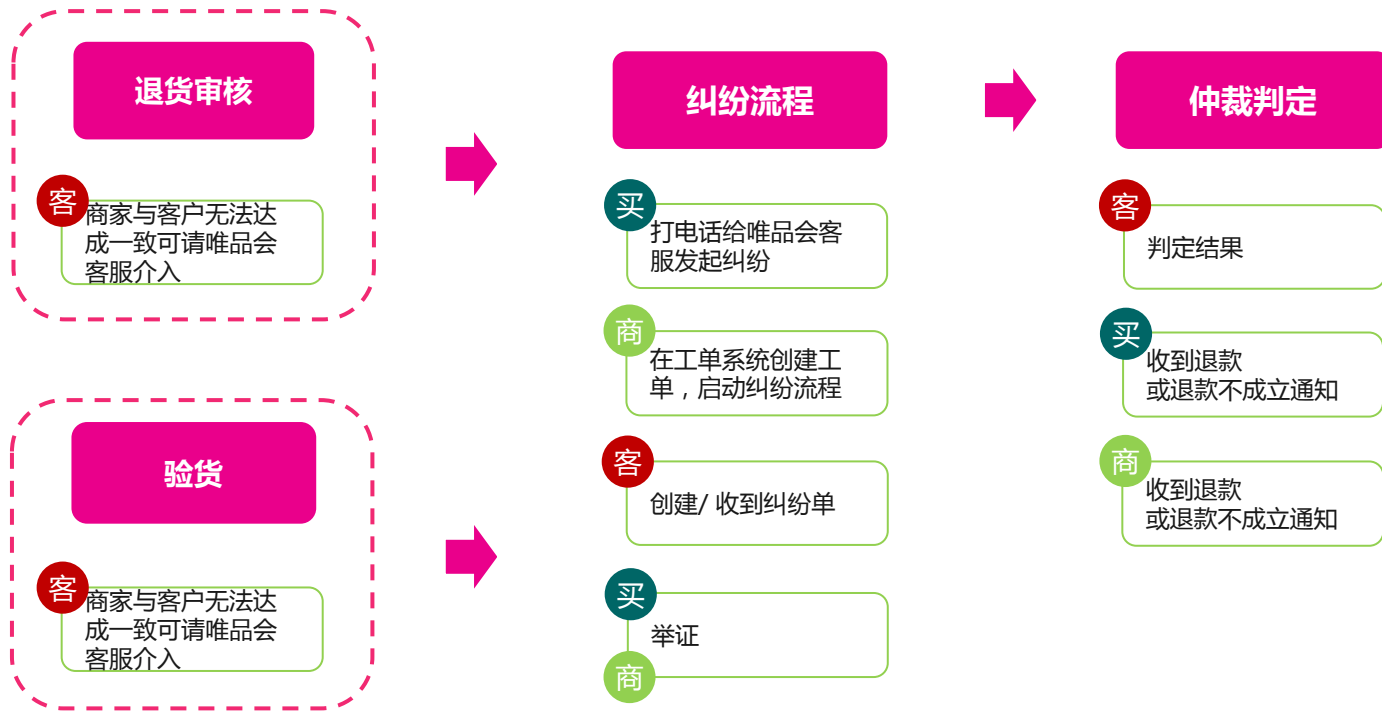 退货审核
客
商家与客户无法达
成一致可请唯品会
客服介入
验货
客
商家与客户无法达
成一致可请唯品会
客服介入
纠纷流程
买
打电话给唯品会客
服发起纠纷
商
在工单系统创建工
单，启动纠纷流程
客
创建/ 收到纠纷单
买
举证
商
仲裁判定
客
判定结果
买
收到退款
或退款不成立通知
商
收到退款
或退款不成立通知